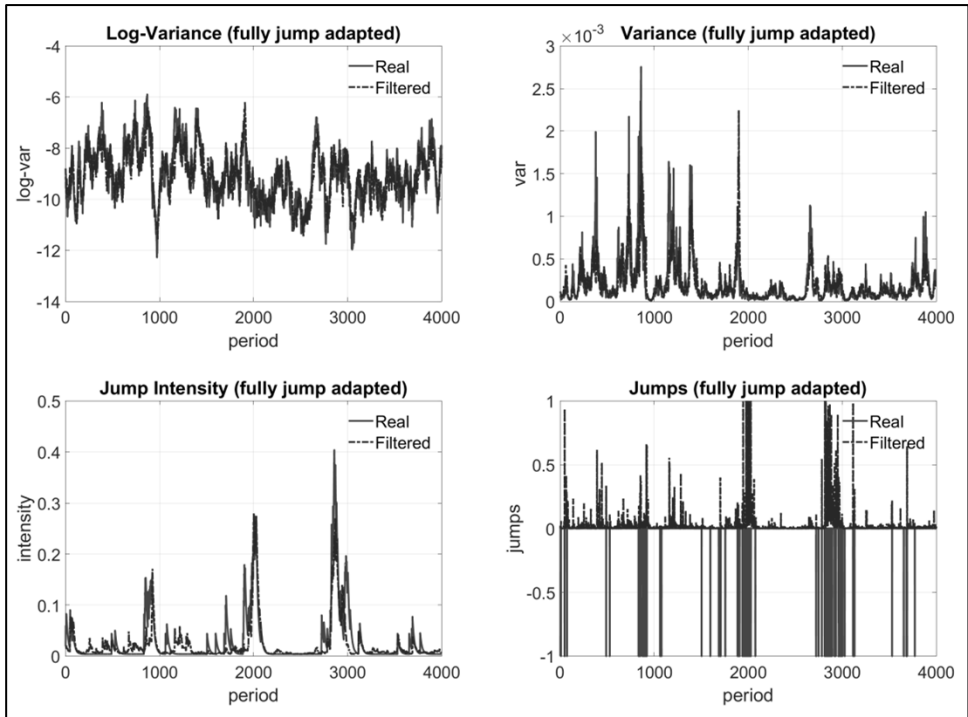 Log-Variance (fully jump adapted)
-4
-6
-8
-10
-12
-14
log-var
Real
Filtered
0
1000
2000
3000
4000
period
Variance (fully jump adapted)
×10⁻³
3
2.5
2
1.5
1
0.5
0
var
Real
Filtered
0
1000
2000
3000
4000
period
Jump Intensity (fully jump adapted)
0.5
0.4
0.3
0.2
0.1
0
intensity
Real
Filtered
0
1000
2000
3000
4000
period
Jumps (fully jump adapted)
1
0.5
0
-0.5
-1
jumps
Real
Filtered
0
1000
2000
3000
4000
period